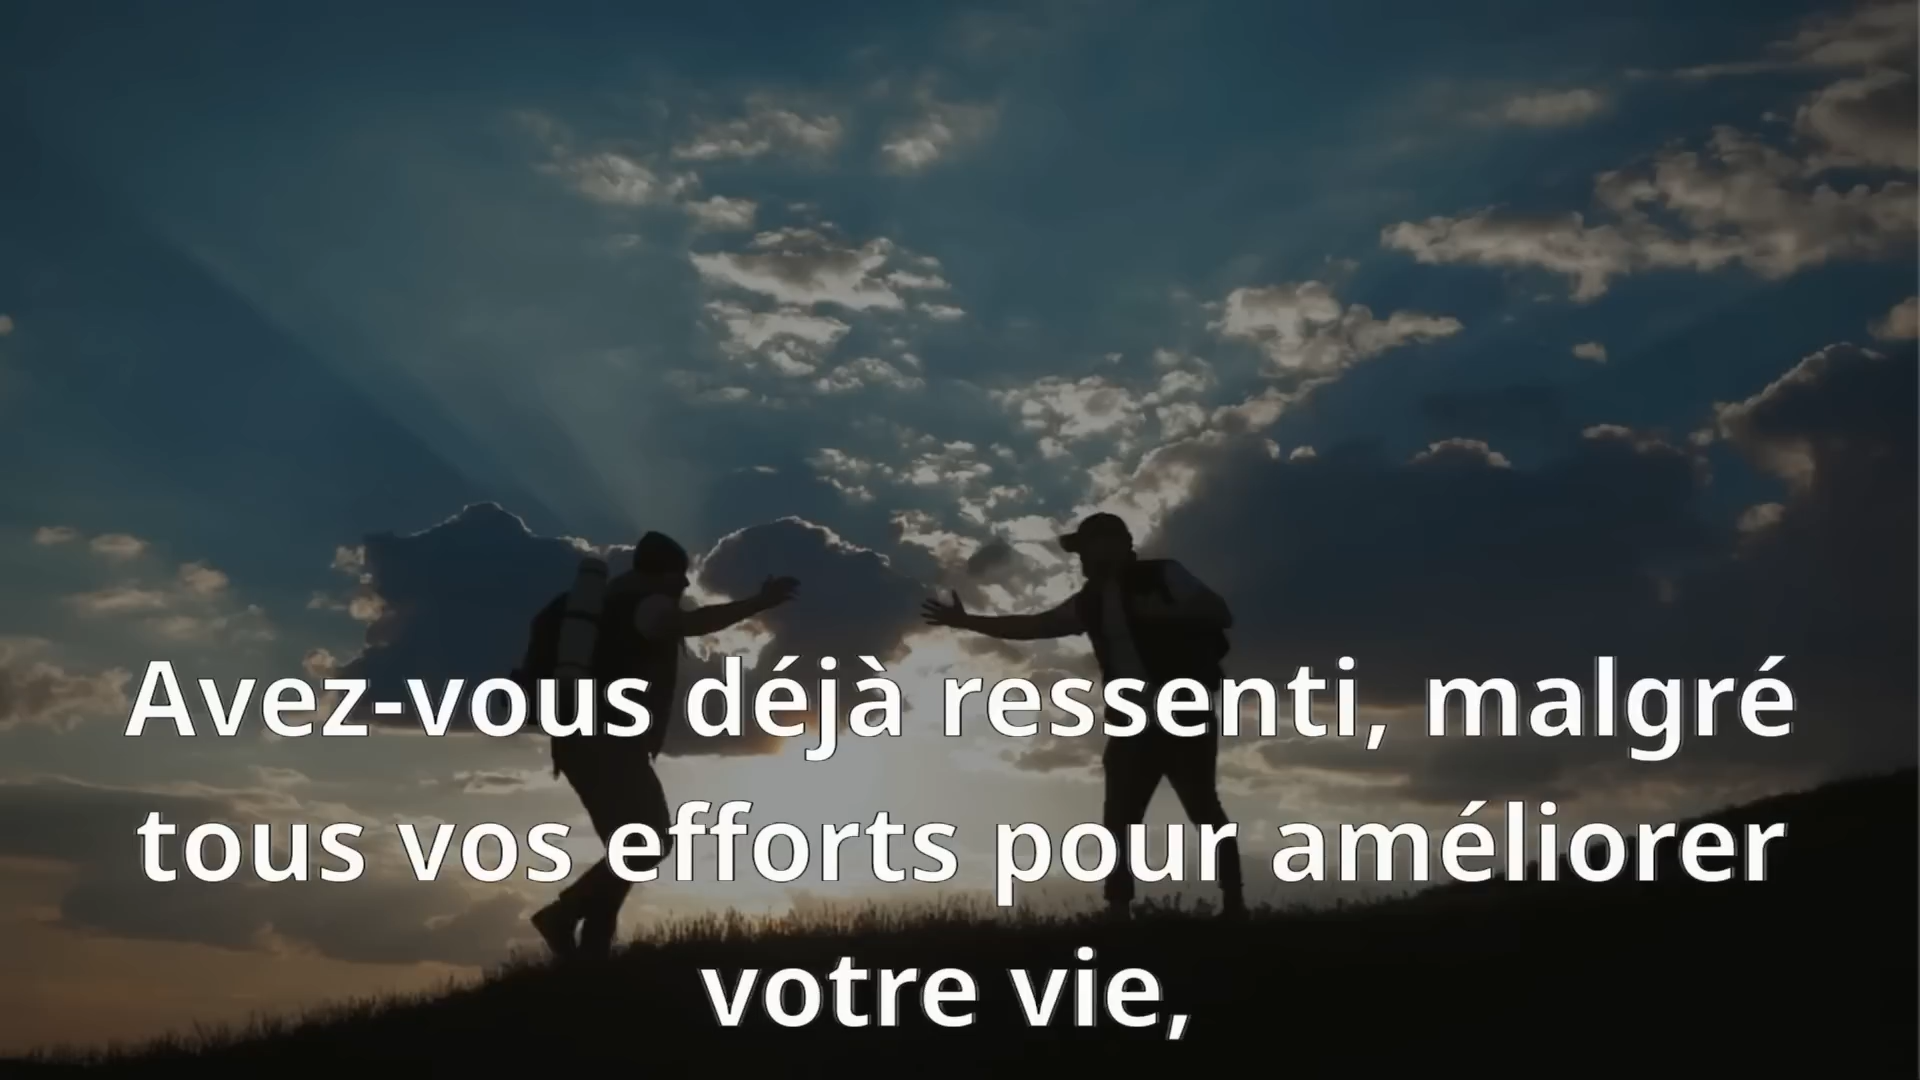 Avez-vous déjà ressenti, malgré
tous vos efforts pour améliorer
votre vie,